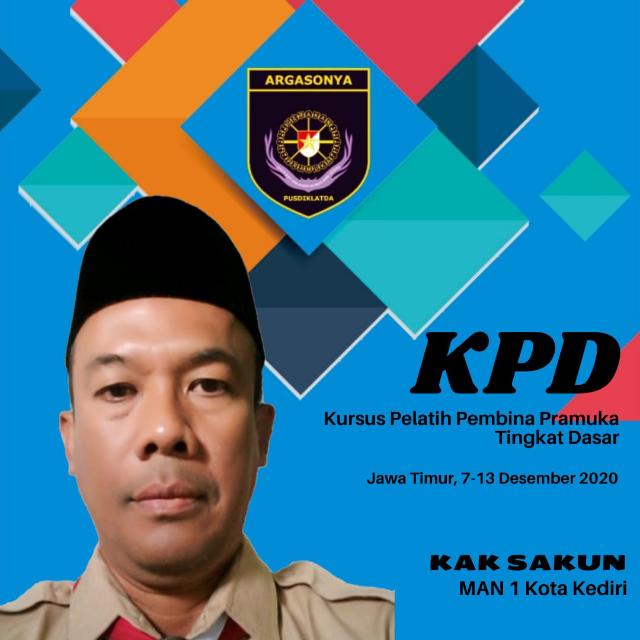 ARGASONYA
PUSDIKLATDA
KPD
Kursus Pelatih Pembina Pramuka
Tingkat Dasar
Jawa Timur, 7-13 Desember 2020
KAK SAKUN
MAN 1 Kota Kediri